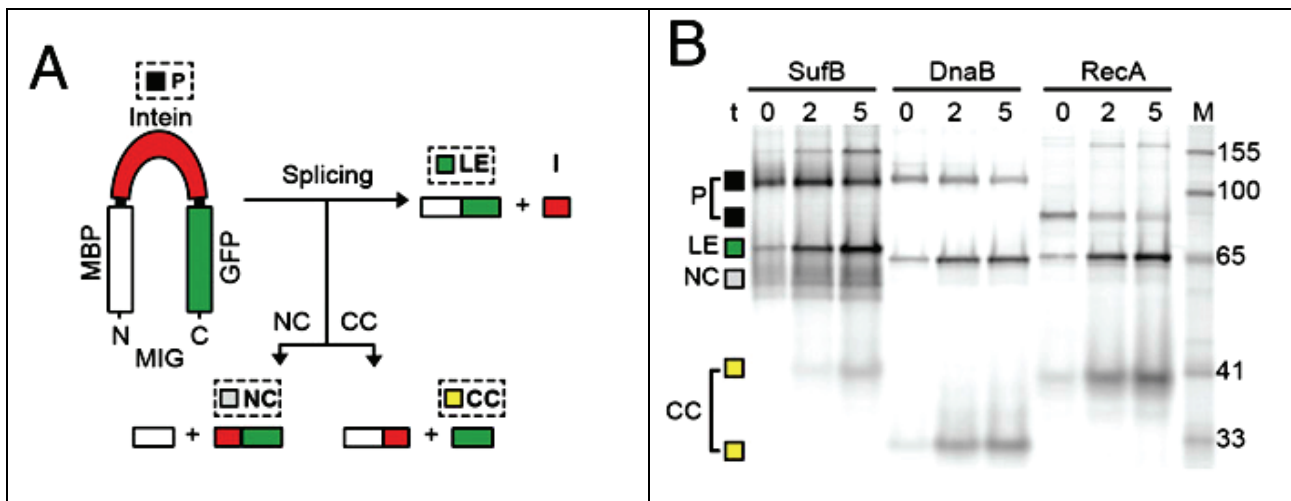 A
P
Intein
MBP
GFP
N
C
MIG
Splicing
LE
I
+
NC
CC
NC
CC
+
+
B
SufB
DnaB
RecA
t
0
2
5
0
2
5
0
2
5
M
P
LE
NC
CC
155
100
65
41
33